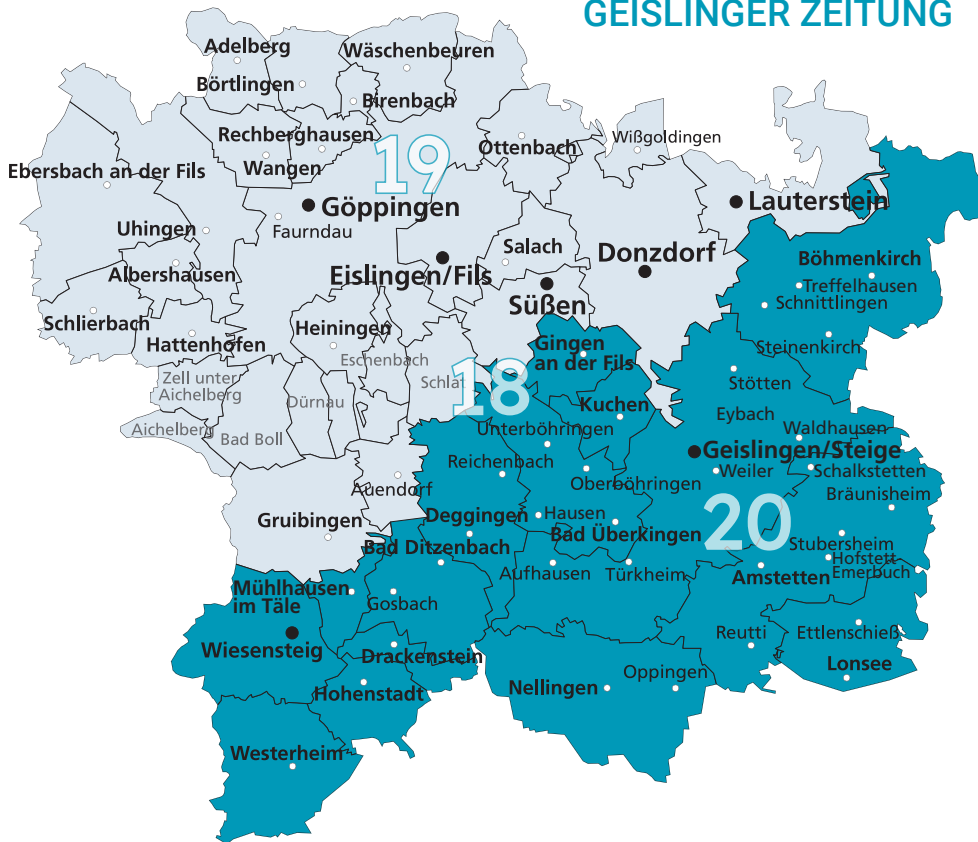 GEISLINGER ZEITUNG
Adelberg
Wäschenbeuren
Börtlingen
Birenbach
Rechberghausen
Wißgoldingen
19
Ottenbach
Wangen
Ebersbach an der Fils
Lauterstein
Göppingen
Uhingen
Faurndau
Salach
Donzdorf
Böhmenkirch
Albershausen
Eislingen/Fils
Treffelhausen
Süßen
Schnittlingen
Schlierbach
Heiningen
Hattenhofen
Gingen
an der Fils
Steinenkirch
Eschenbach
Zell unter
Aichelberg
Schlat
18
Stötten
Dürnau
Kuchen
Eybach
Aichelberg
Bad Boll
Unterböhringen
Waldhausen
Geislingen/Steige
Reichenbach
Weiler
Schalkstetten
Oberböhringen
Auendorf
Bräunisheim
Gruibingen
Deggingen
Hausen
20
Bad Überkingen
Stubersheim
Bad Ditzenbach
Hofstett
Emerbuch
Aufhausen
Türkheim
Amstetten
Mühlhausen
im Täle
Gosbach
Reutti
Ettlenschieß
Wiesensteig
Drackenstein
Lonsee
Oppingen
Hohenstadt
Nellingen
Westerheim